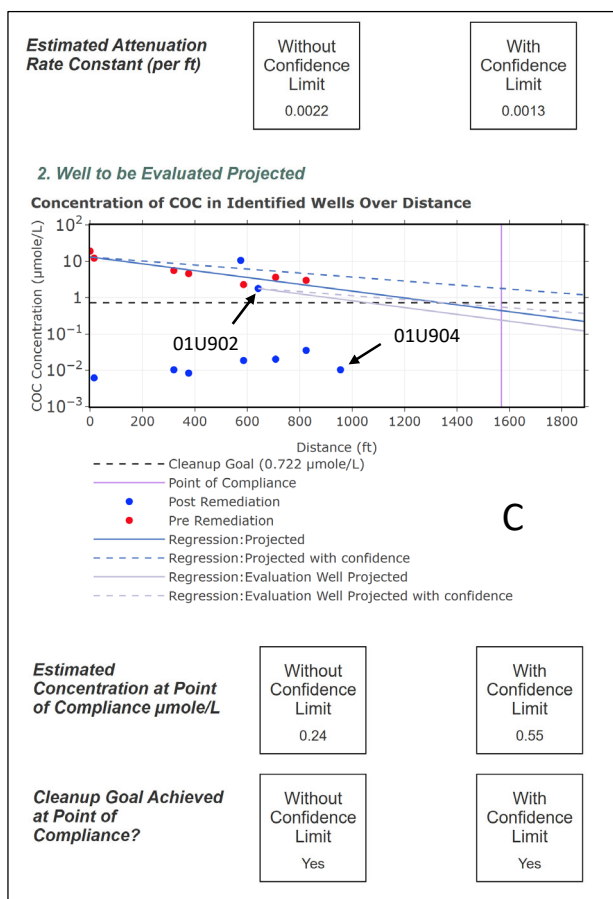 Estimated Attenuation
Rate Constant (per ft)
Without
Confidence
Limit
0.0022
With
Confidence
Limit
0.0013
2. Well to be Evaluated Projected
Concentration of COC in Identified Wells Over Distance
COC Concentration (µmole/L)
10²
10
1
10⁻¹
10⁻²
10⁻³
01U902
01U904
0
200
400
600
800
1000
1200
1400
1600
1800
Distance (ft)
Cleanup Goal (0.722 µmole/L)
Point of Compliance
Post Remediation
Pre Remediation
Regression:Projected
Regression:Projected with confidence
Regression:Evaluation Well Projected
Regression:Evaluation Well Projected with confidence
C
Estimated
Concentration at Point
of Compliance µmole/L
Without
Confidence
Limit
0.24
With
Confidence
Limit
0.55
Cleanup Goal Achieved
at Point of
Compliance?
Without
Confidence
Limit
Yes
With
Confidence
Limit
Yes